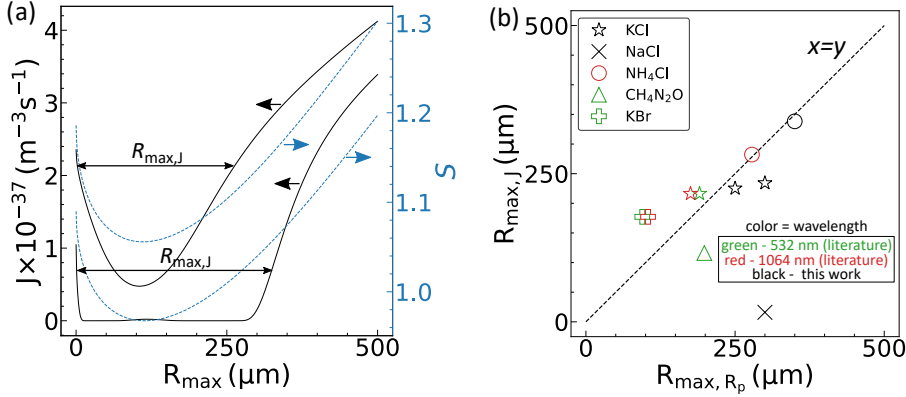 (a)
J×10⁻³⁷ (m⁻³s⁻¹)
4
3
2
1
0
R_max,J
R_max,J
1.3
1.2
1.1
1.0
S
0
250
500
R_max (μm)
(b)
R_max,J (μm)
500
250
0
KCl
NaCl
NH₄Cl
CH₄N₂O
KBr
x=y
color = wavelength
green - 532 nm (literature)
red - 1064 nm (literature)
black - this work
0
250
500
R_max, R_p (μm)